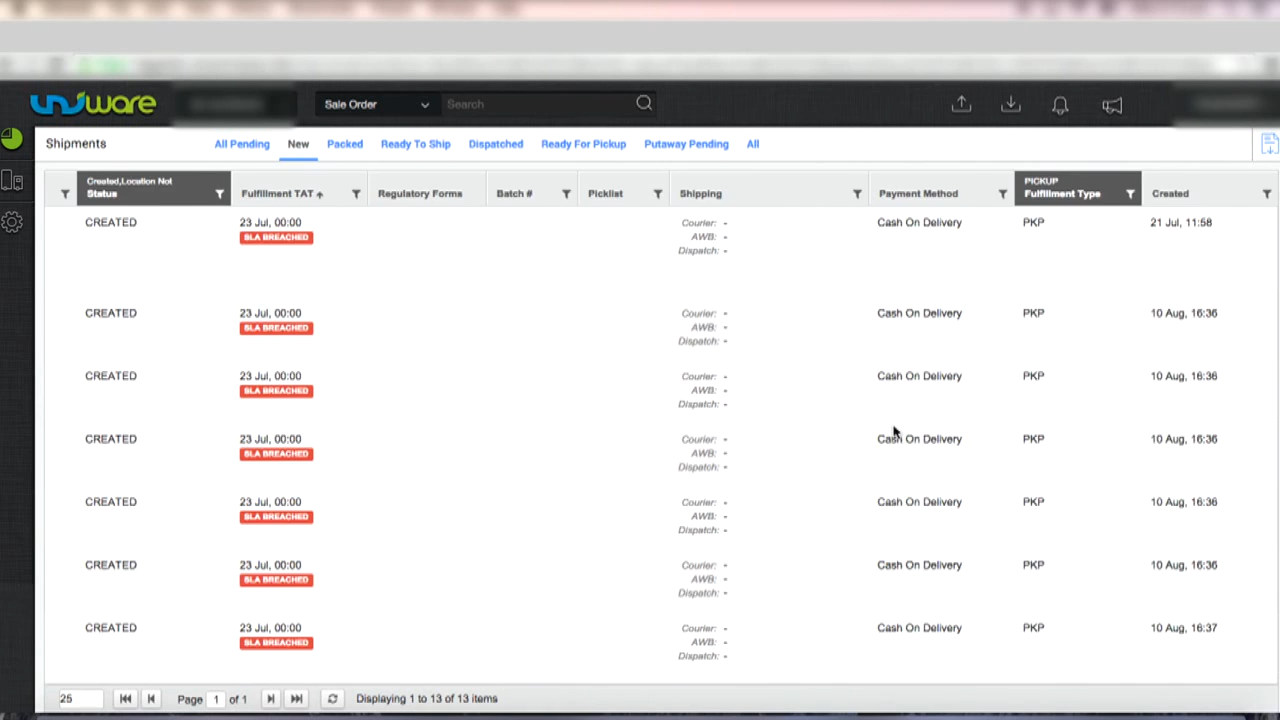 uniware
Sale Order
Search
Shipments
All Pending
New
Packed
Ready To Ship
Dispatched
Ready For Pickup
Putaway Pending
All
Created,Location Not
Status
Fulfillment TAT
Regulatory Forms
Batch #
Picklist
Shipping
Payment Method
PICKUP
Fulfillment Type
Created
CREATED
23 Jul, 00:00
SLA BREACHED
Courier: -
AWB: -
Dispatch: -
Cash On Delivery
PKP
21 Jul, 11:58
CREATED
23 Jul, 00:00
SLA BREACHED
Courier: -
AWB: -
Dispatch: -
Cash On Delivery
PKP
10 Aug, 16:36
CREATED
23 Jul, 00:00
SLA BREACHED
Courier: -
AWB: -
Dispatch: -
Cash On Delivery
PKP
10 Aug, 16:36
CREATED
23 Jul, 00:00
SLA BREACHED
Courier: -
AWB: -
Dispatch: -
Cash On Delivery
PKP
10 Aug, 16:36
CREATED
23 Jul, 00:00
SLA BREACHED
Courier: -
AWB: -
Dispatch: -
Cash On Delivery
PKP
10 Aug, 16:36
CREATED
23 Jul, 00:00
SLA BREACHED
Courier: -
AWB: -
Dispatch: -
Cash On Delivery
PKP
10 Aug, 16:36
CREATED
23 Jul, 00:00
SLA BREACHED
Courier: -
AWB: -
Dispatch: -
Cash On Delivery
PKP
10 Aug, 16:37
25
Page 1 of 1
Displaying 1 to 13 of 13 items